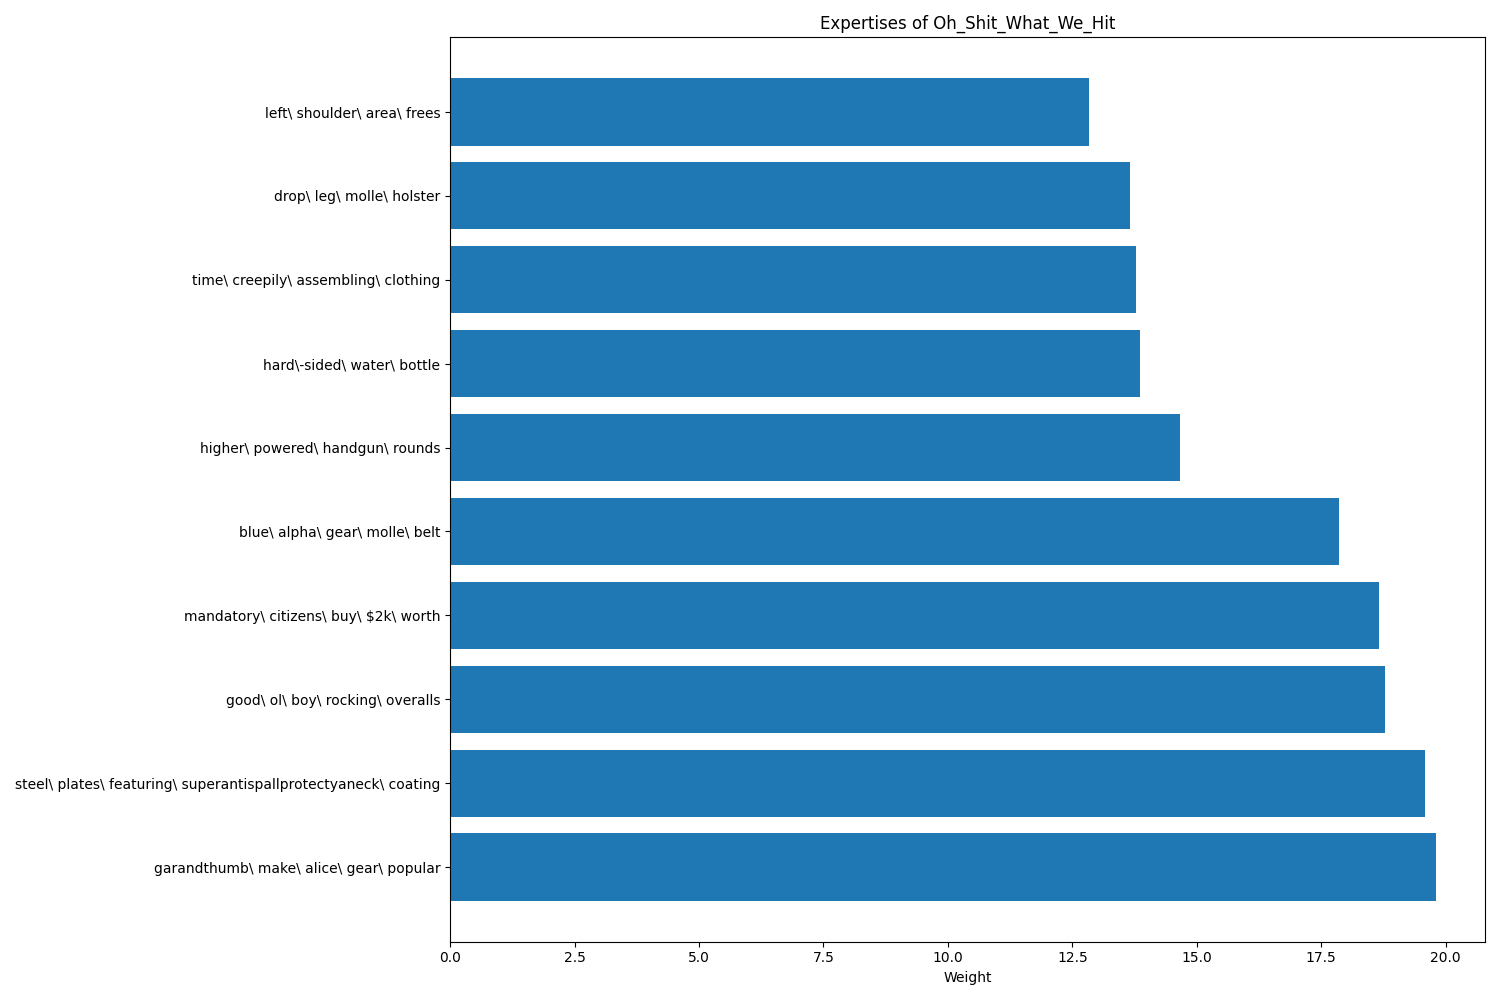 Expertises of Oh_Shit_What_We_Hit
left\ shoulder\ area\ frees
drop\ leg\ molle\ holster
time\ creepily\ assembling\ clothing
hard\-sided\ water\ bottle
higher\ powered\ handgun\ rounds
blue\ alpha\ gear\ molle\ belt
mandatory\ citizens\ buy\ $2k\ worth
good\ ol\ boy\ rocking\ overalls
steel\ plates\ featuring\ superantispallprotectyaneck\ coating
garandthumb\ make\ alice\ gear\ popular
0.0 2.5 5.0 7.5 10.0 12.5 15.0 17.5 20.0
Weight